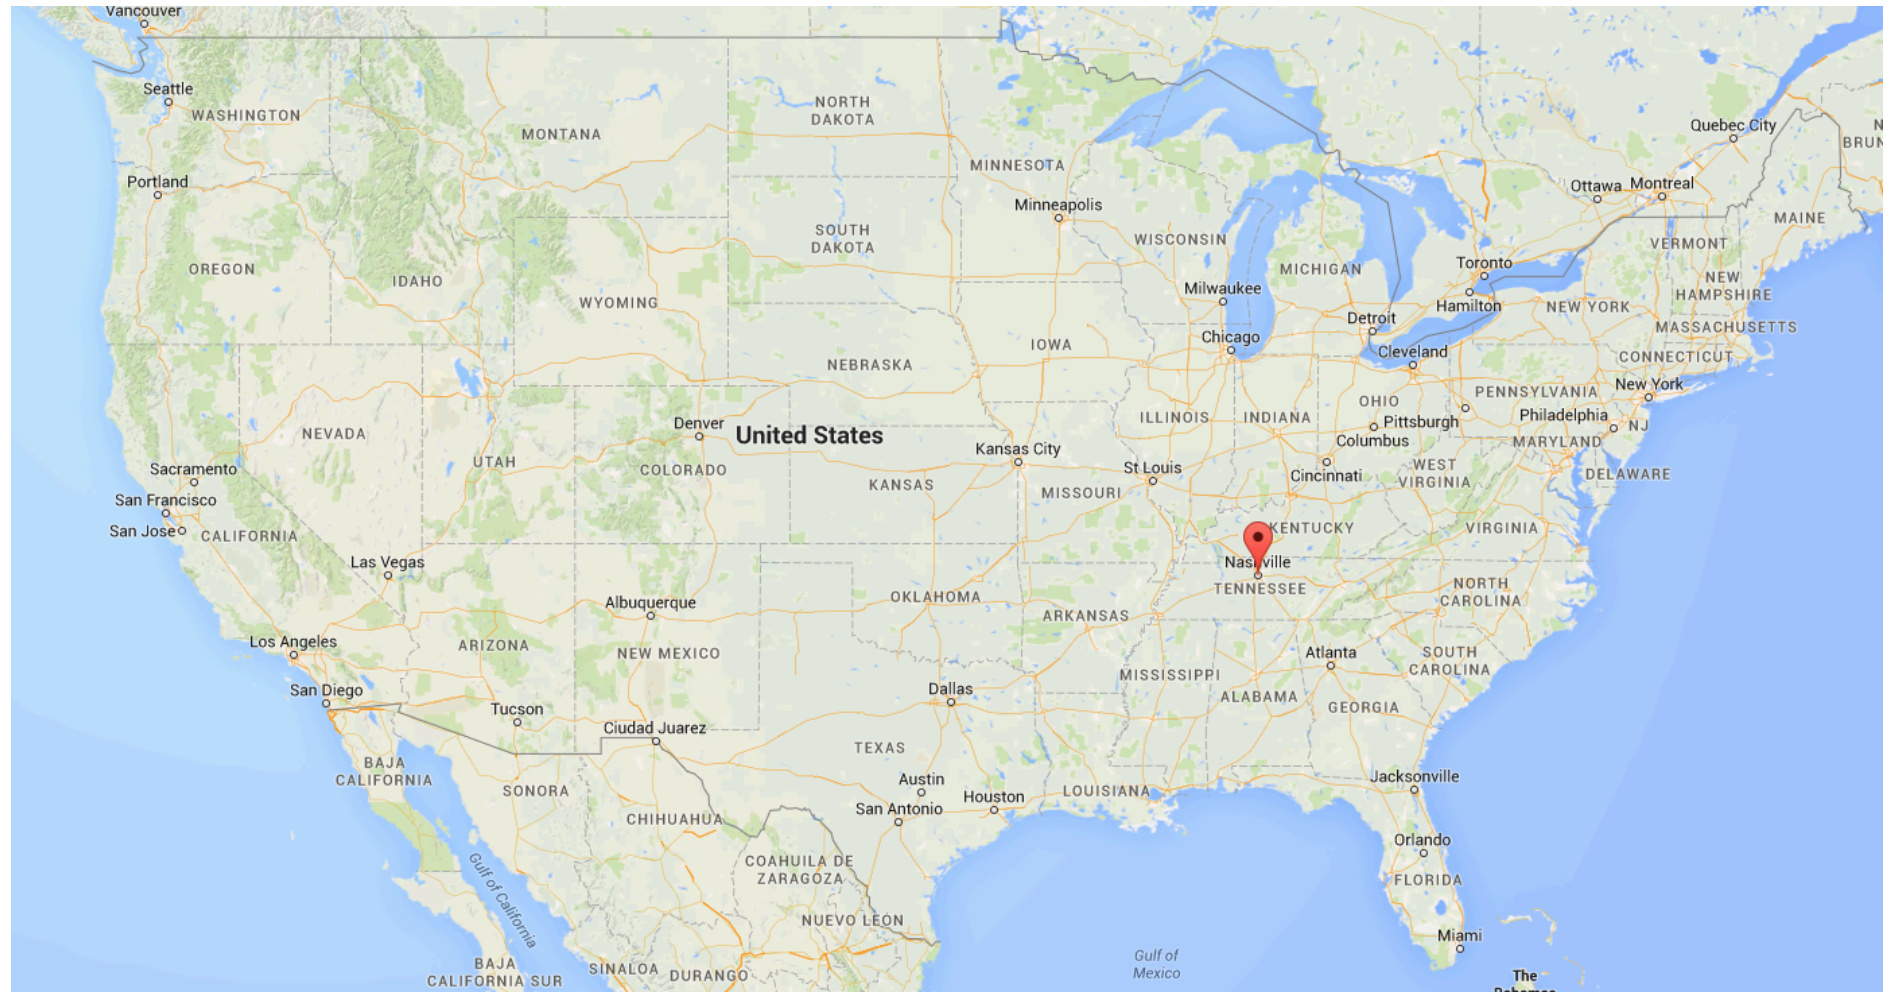 Vancouver
Seattle
WASHINGTON
MONTANA
NORTH
DAKOTA
MINNESOTA
Quebec City
Portland
Minneapolis
Ottawa
Montreal
MAINE
OREGON
IDAHO
SOUTH
DAKOTA
WISCONSIN
MICHIGAN
Toronto
VERMONT
WYOMING
Milwaukee
Hamilton
NEW YORK
NEW
HAMPSHIRE
Detroit
MASSACHUSETTS
Chicago
IOWA
Cleveland
CONNECTICUT
NEBRASKA
New York
PENNSYLVANIA
OHIO
ILLINOIS
INDIANA
Pittsburgh
Philadelphia
NJ
Denver
United States
NEVADA
Columbus
MARYLAND
Kansas City
UTAH
COLORADO
Sacramento
St Louis
Cincinnati
WEST
VIRGINIA
DELAWARE
KANSAS
MISSOURI
San Francisco
San Jose
CALIFORNIA
KENTUCKY
VIRGINIA
Las Vegas
Nashville
TENNESSEE
NORTH
CAROLINA
Albuquerque
OKLAHOMA
ARKANSAS
Los Angeles
ARIZONA
NEW MEXICO
Atlanta
SOUTH
CAROLINA
MISSISSIPPI
San Diego
Dallas
ALABAMA
GEORGIA
Tucson
Ciudad Juarez
TEXAS
BAJA
CALIFORNIA
SONORA
Austin
Houston
LOUISIANA
Jacksonville
San Antonio
CHIHUAHUA
Orlando
COAHUILA DE
ZARAGOZA
FLORIDA
Gulf of California
NUEVO LEÓN
Miami
Gulf of
Mexico
BAJA
CALIFORNIA SUR
SINALOA
DURANGO
The